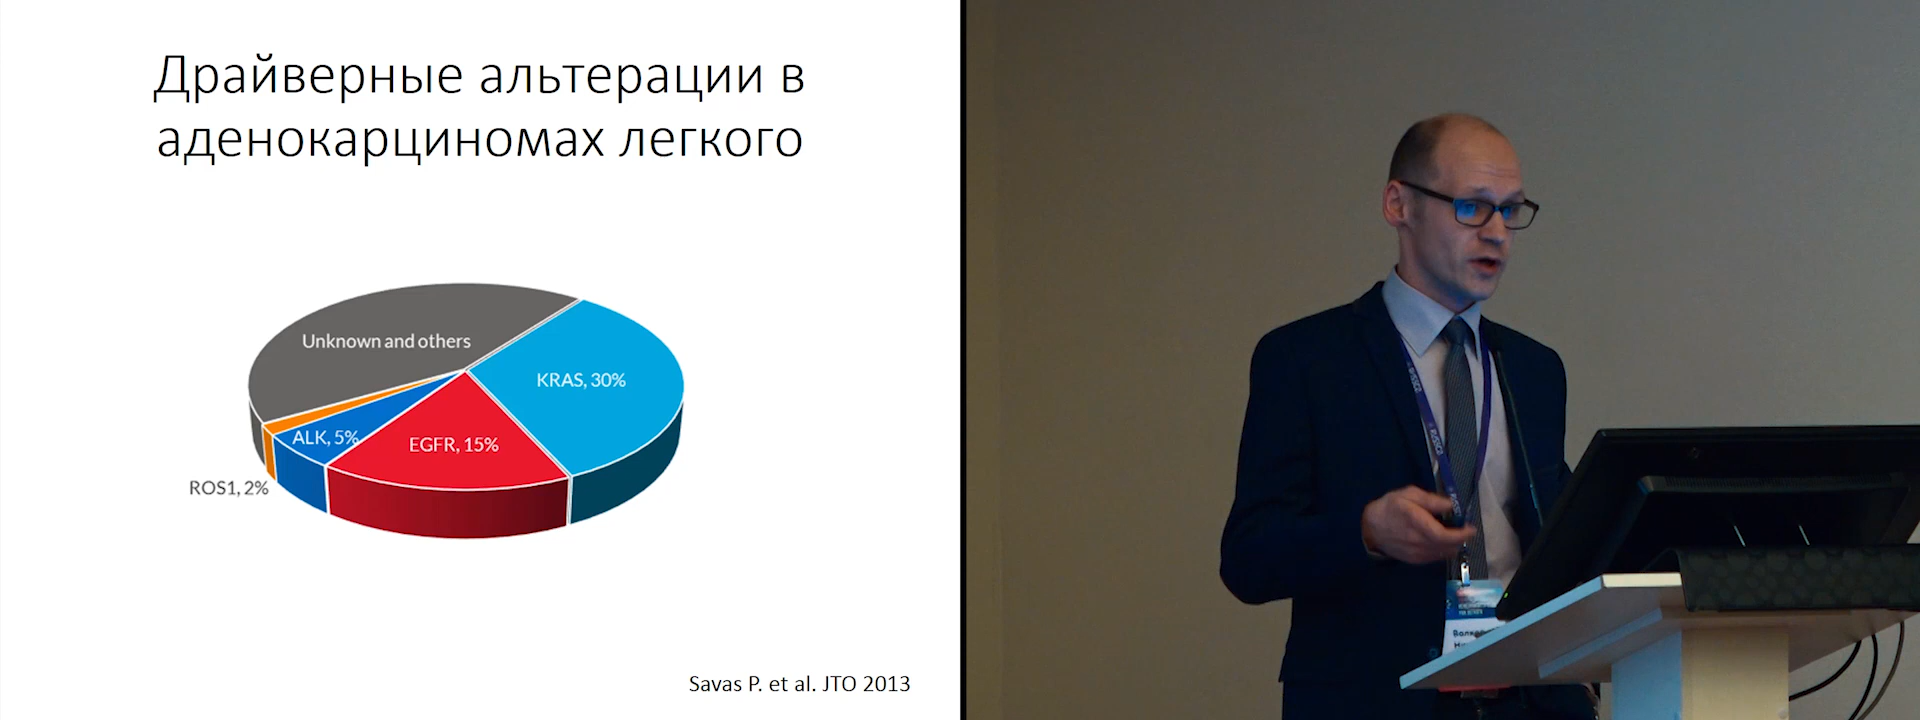 Драйверные альтерации в
аденокарциномах легкого
Unknown and others
KRAS, 30%
ALK, 5%
EGFR, 15%
ROS1, 2%
Savas P. et al. JTO 2013